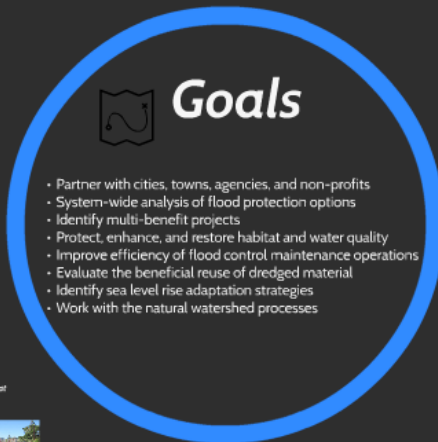 Goals
• Partner with cities, towns, agencies, and non-profits
• System-wide analysis of flood protection options
• Identify multi-benefit projects
• Protect, enhance, and restore habitat and water quality
• Improve efficiency of flood control maintenance operations
• Evaluate the beneficial reuse of dredged material
• Identify sea level rise adaptation strategies
• Work with the natural watershed processes